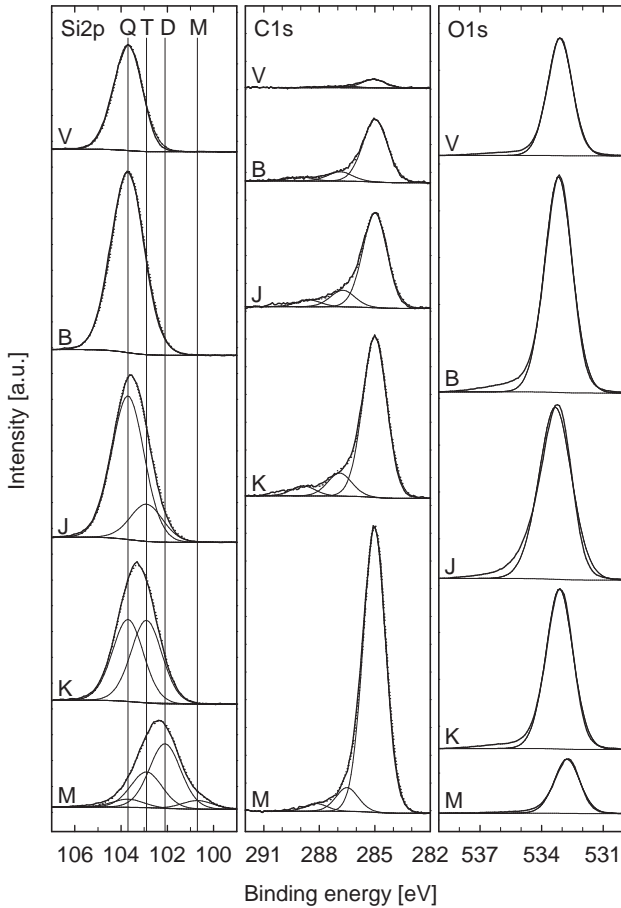 Si2p Q T D M
V
B
J
K
M
106 104 102 100
C1s
V
B
J
K
M
291 288 285 282
O1s
V
B
J
K
M
537 534 531
Intensity [a.u.]
Binding energy [eV]